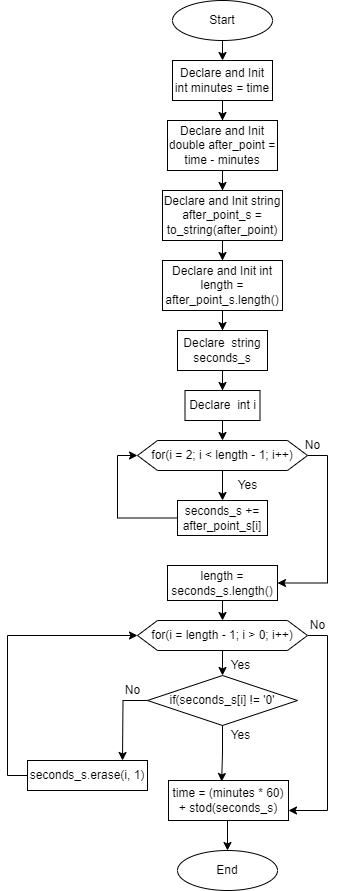 Start
Declare and Init
int minutes = time
Declare and Init
double after_point =
time - minutes
Declare and Init string
after_point_s =
to_string(after_point)
Declare and Init int
length =
after_point_s.length()
Declare  string
seconds_s
Declare  int i
for(i = 2; i < length - 1; i++)
No
Yes
seconds_s +=
after_point_s[i]
length =
seconds_s.length()
for(i = length - 1; i > 0; i++)
No
Yes
if(seconds_s[i] != '0'
No
Yes
seconds_s.erase(i, 1)
time = (minutes * 60)
+ stod(seconds_s)
End